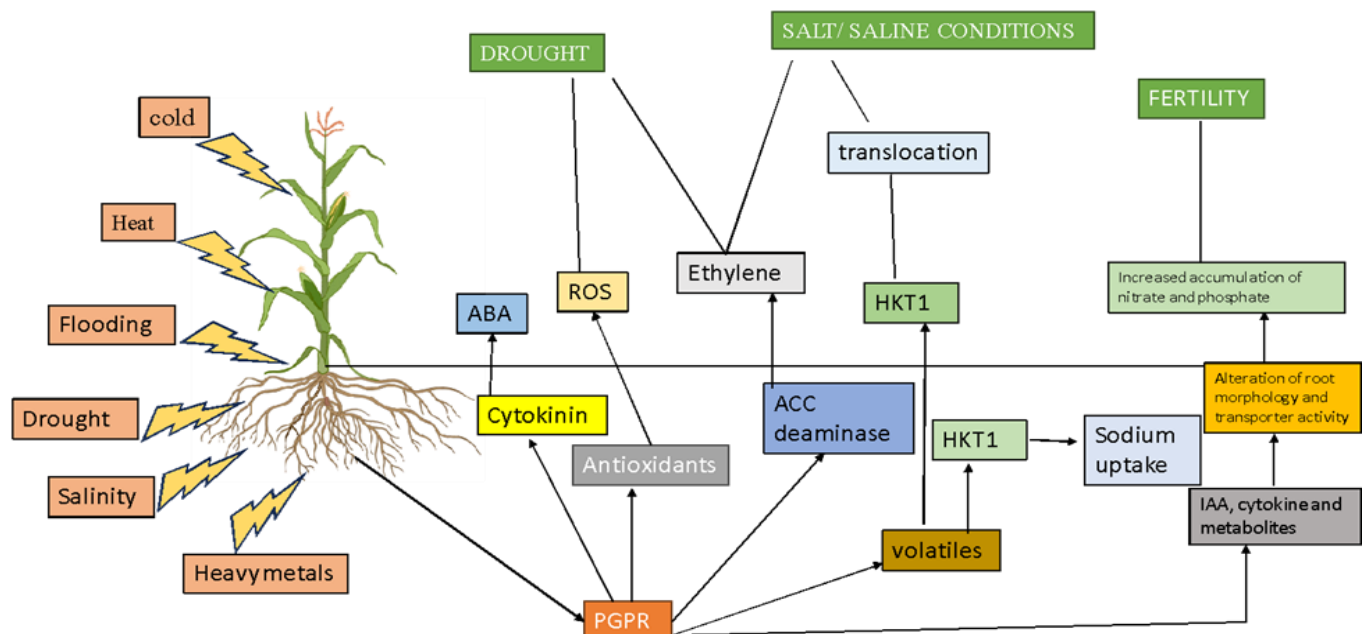 DROUGHT
SALT/ SALINE CONDITIONS
FERTILITY
cold
translocation
Heat
Ethylene
Increased accumulation of
nitrate and phosphate
ROS
HKT1
ABA
Flooding
Alteration of root
morphology and
transporter activity
Drought
Cytokinin
ACC
deaminase
HKT1
Sodium
uptake
Antioxidants
Salinity
IAA, cytokine and
metabolites
volatiles
Heavy metals
PGPR